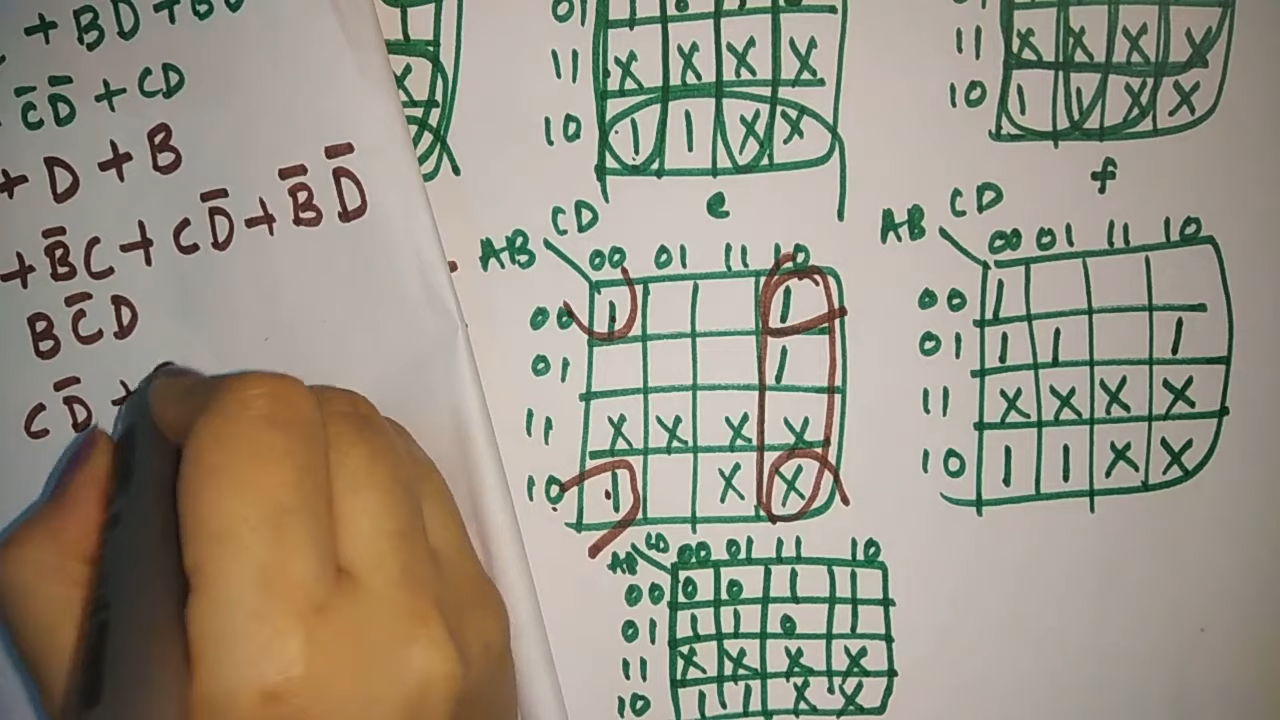 + BD +
C̅D̅ + CD
+ D + B
+ B̅C + CD̅ + B̅D̅
BC̅D
CD̅ +
01
11 X X X X
10 1 1 X X
e
11 X X X X
10 1 1 X X
f
CD
AB 00 01 11 10
00 1 1
01 1
11 X X X X
10 1 X X
CD
AB 00 01 11 10
00 1
01 1 1 1
11 X X X X
10 1 1 X X
CD
AB 00 01 11 10
00 0 0 1 1
01 1 1 0 1
11 X X X X
10 1 1 X X